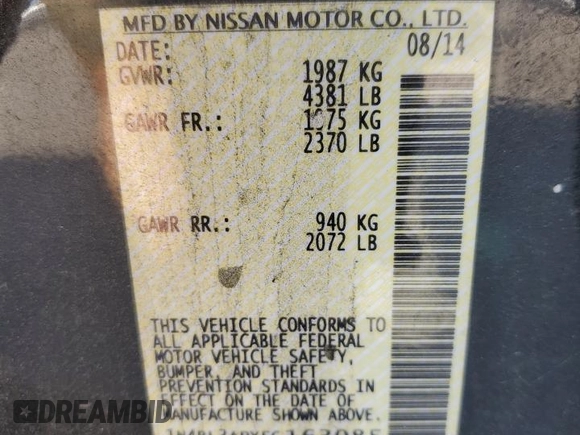 MFD BY NISSAN MOTOR CO., LTD.
DATE: 08/14
GVWR: 1987 KG
4381 LB
GAWR FR.: 1075 KG
2370 LB
GAWR RR.: 940 KG
2072 LB
THIS VEHICLE CONFORMS TO
ALL APPLICABLE FEDERAL
MOTOR VEHICLE SAFETY,
BUMPER, AND THEFT
PREVENTION STANDARDS IN
EFFECT ON THE DATE OF
MANUFACTURE SHOWN ABOVE.
DREAMBID